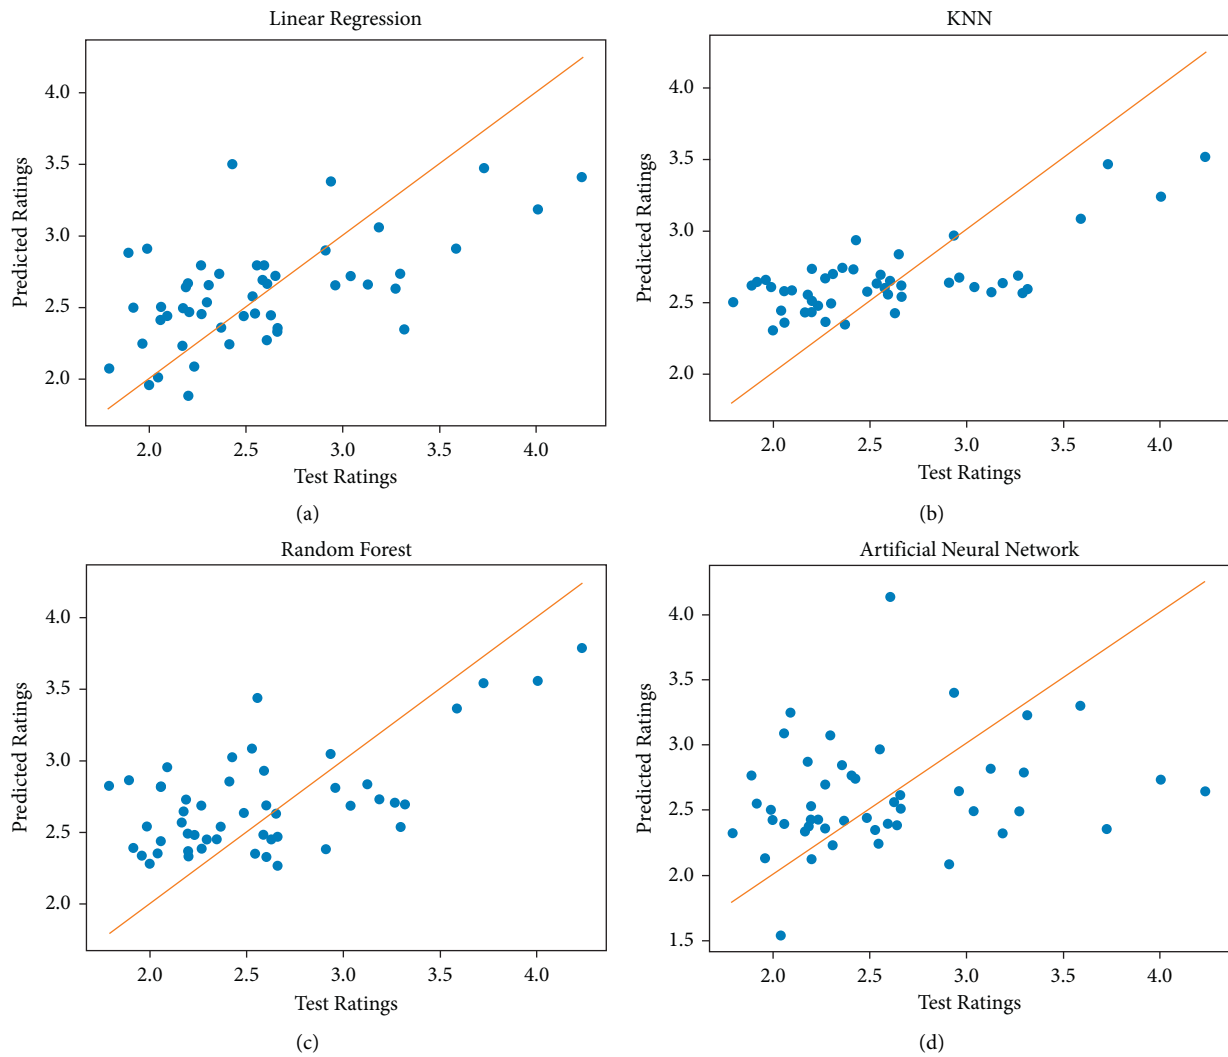 Linear Regression
Predicted Ratings
4.0
3.5
3.0
2.5
2.0
2.0 2.5 3.0 3.5 4.0
Test Ratings
(a)
KNN
Predicted Ratings
4.0
3.5
3.0
2.5
2.0
2.0 2.5 3.0 3.5 4.0
Test Ratings
(b)
Random Forest
Predicted Ratings
4.0
3.5
3.0
2.5
2.0
2.0 2.5 3.0 3.5 4.0
Test Ratings
(c)
Artificial Neural Network
Predicted Ratings
4.0
3.5
3.0
2.5
2.0
1.5
2.0 2.5 3.0 3.5 4.0
Test Ratings
(d)